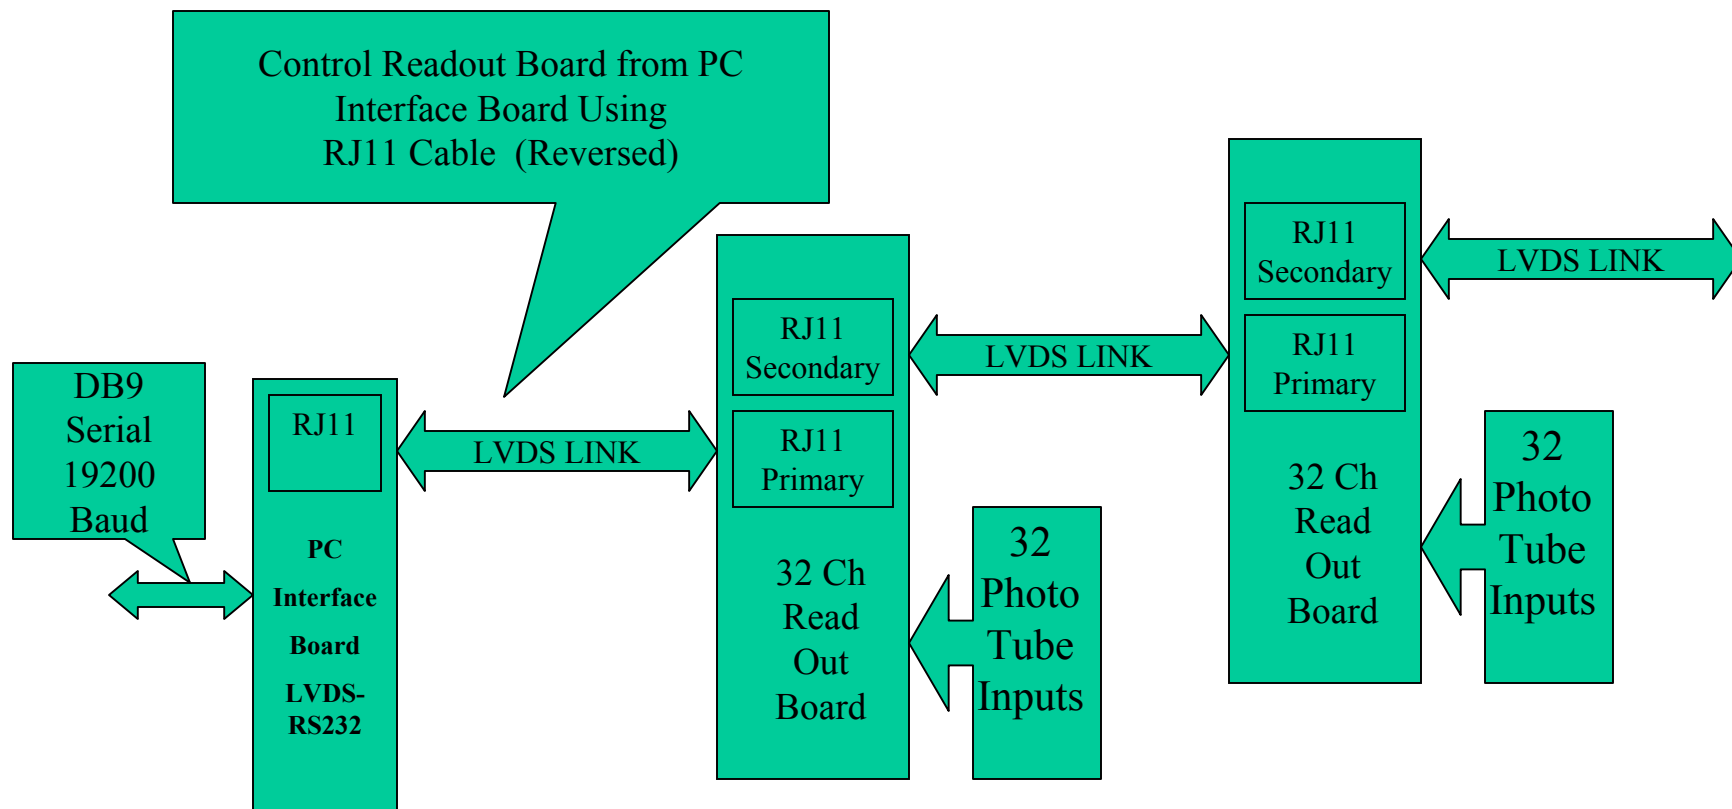 Control Readout Board from PC
Interface Board Using
RJ11 Cable (Reversed)
DB9
Serial
19200
Baud
RJ11
PC
Interface
Board
LVDS-
RS232
LVDS LINK
RJ11
Secondary
RJ11
Primary
32 Ch
Read
Out
Board
32
Photo
Tube
Inputs
LVDS LINK
RJ11
Secondary
RJ11
Primary
32 Ch
Read
Out
Board
32
Photo
Tube
Inputs
LVDS LINK